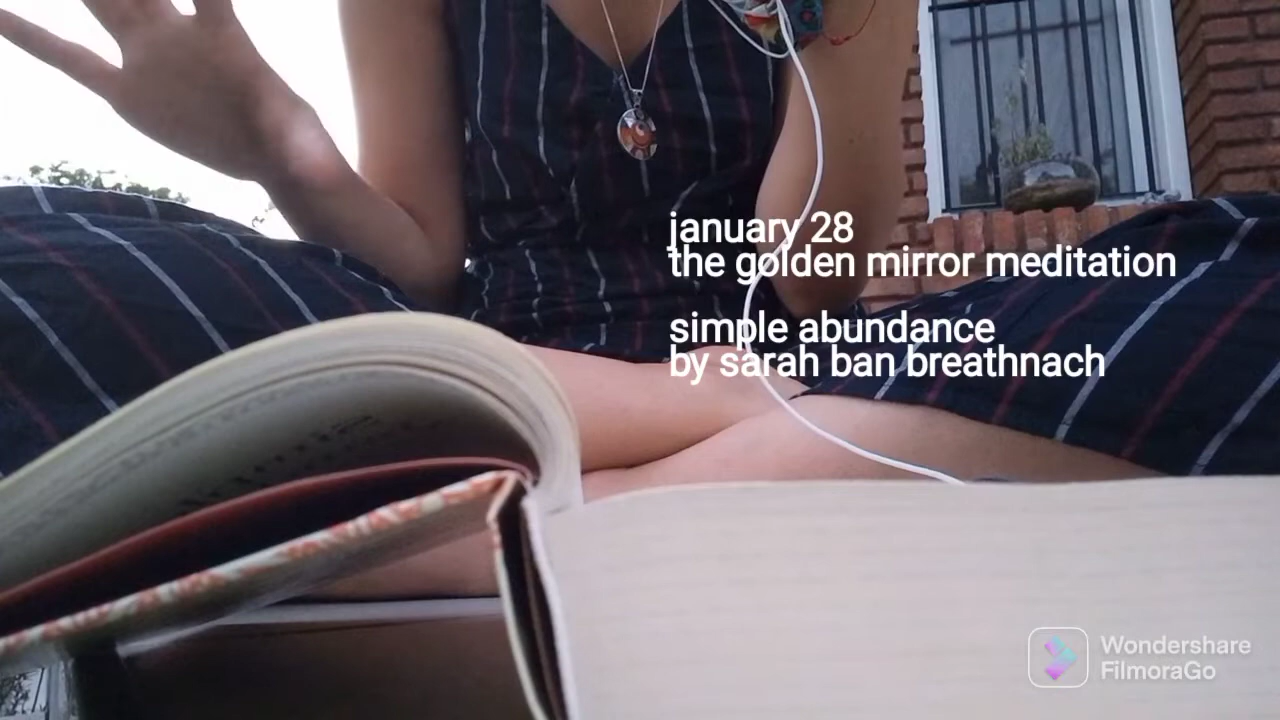 january 28
the golden mirror meditation
simple abundance
by sarah ban breathnach
Wondershare
FilmoraGo